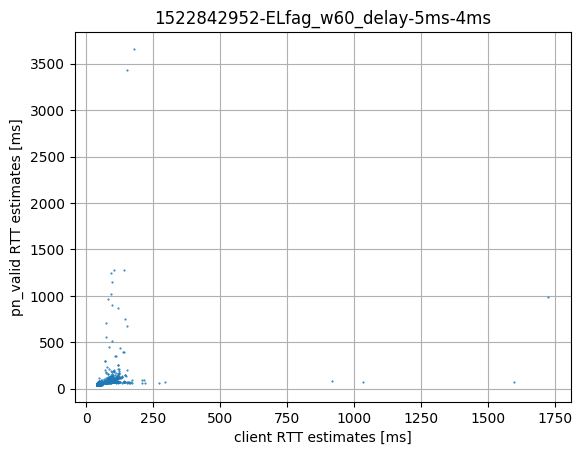 1522842952-ELfag_w60_delay-5ms-4ms
pn_valid RTT estimates [ms]
3500
3000
2500
2000
1500
1000
500
0
0 250 500 750 1000 1250 1500 1750
client RTT estimates [ms]